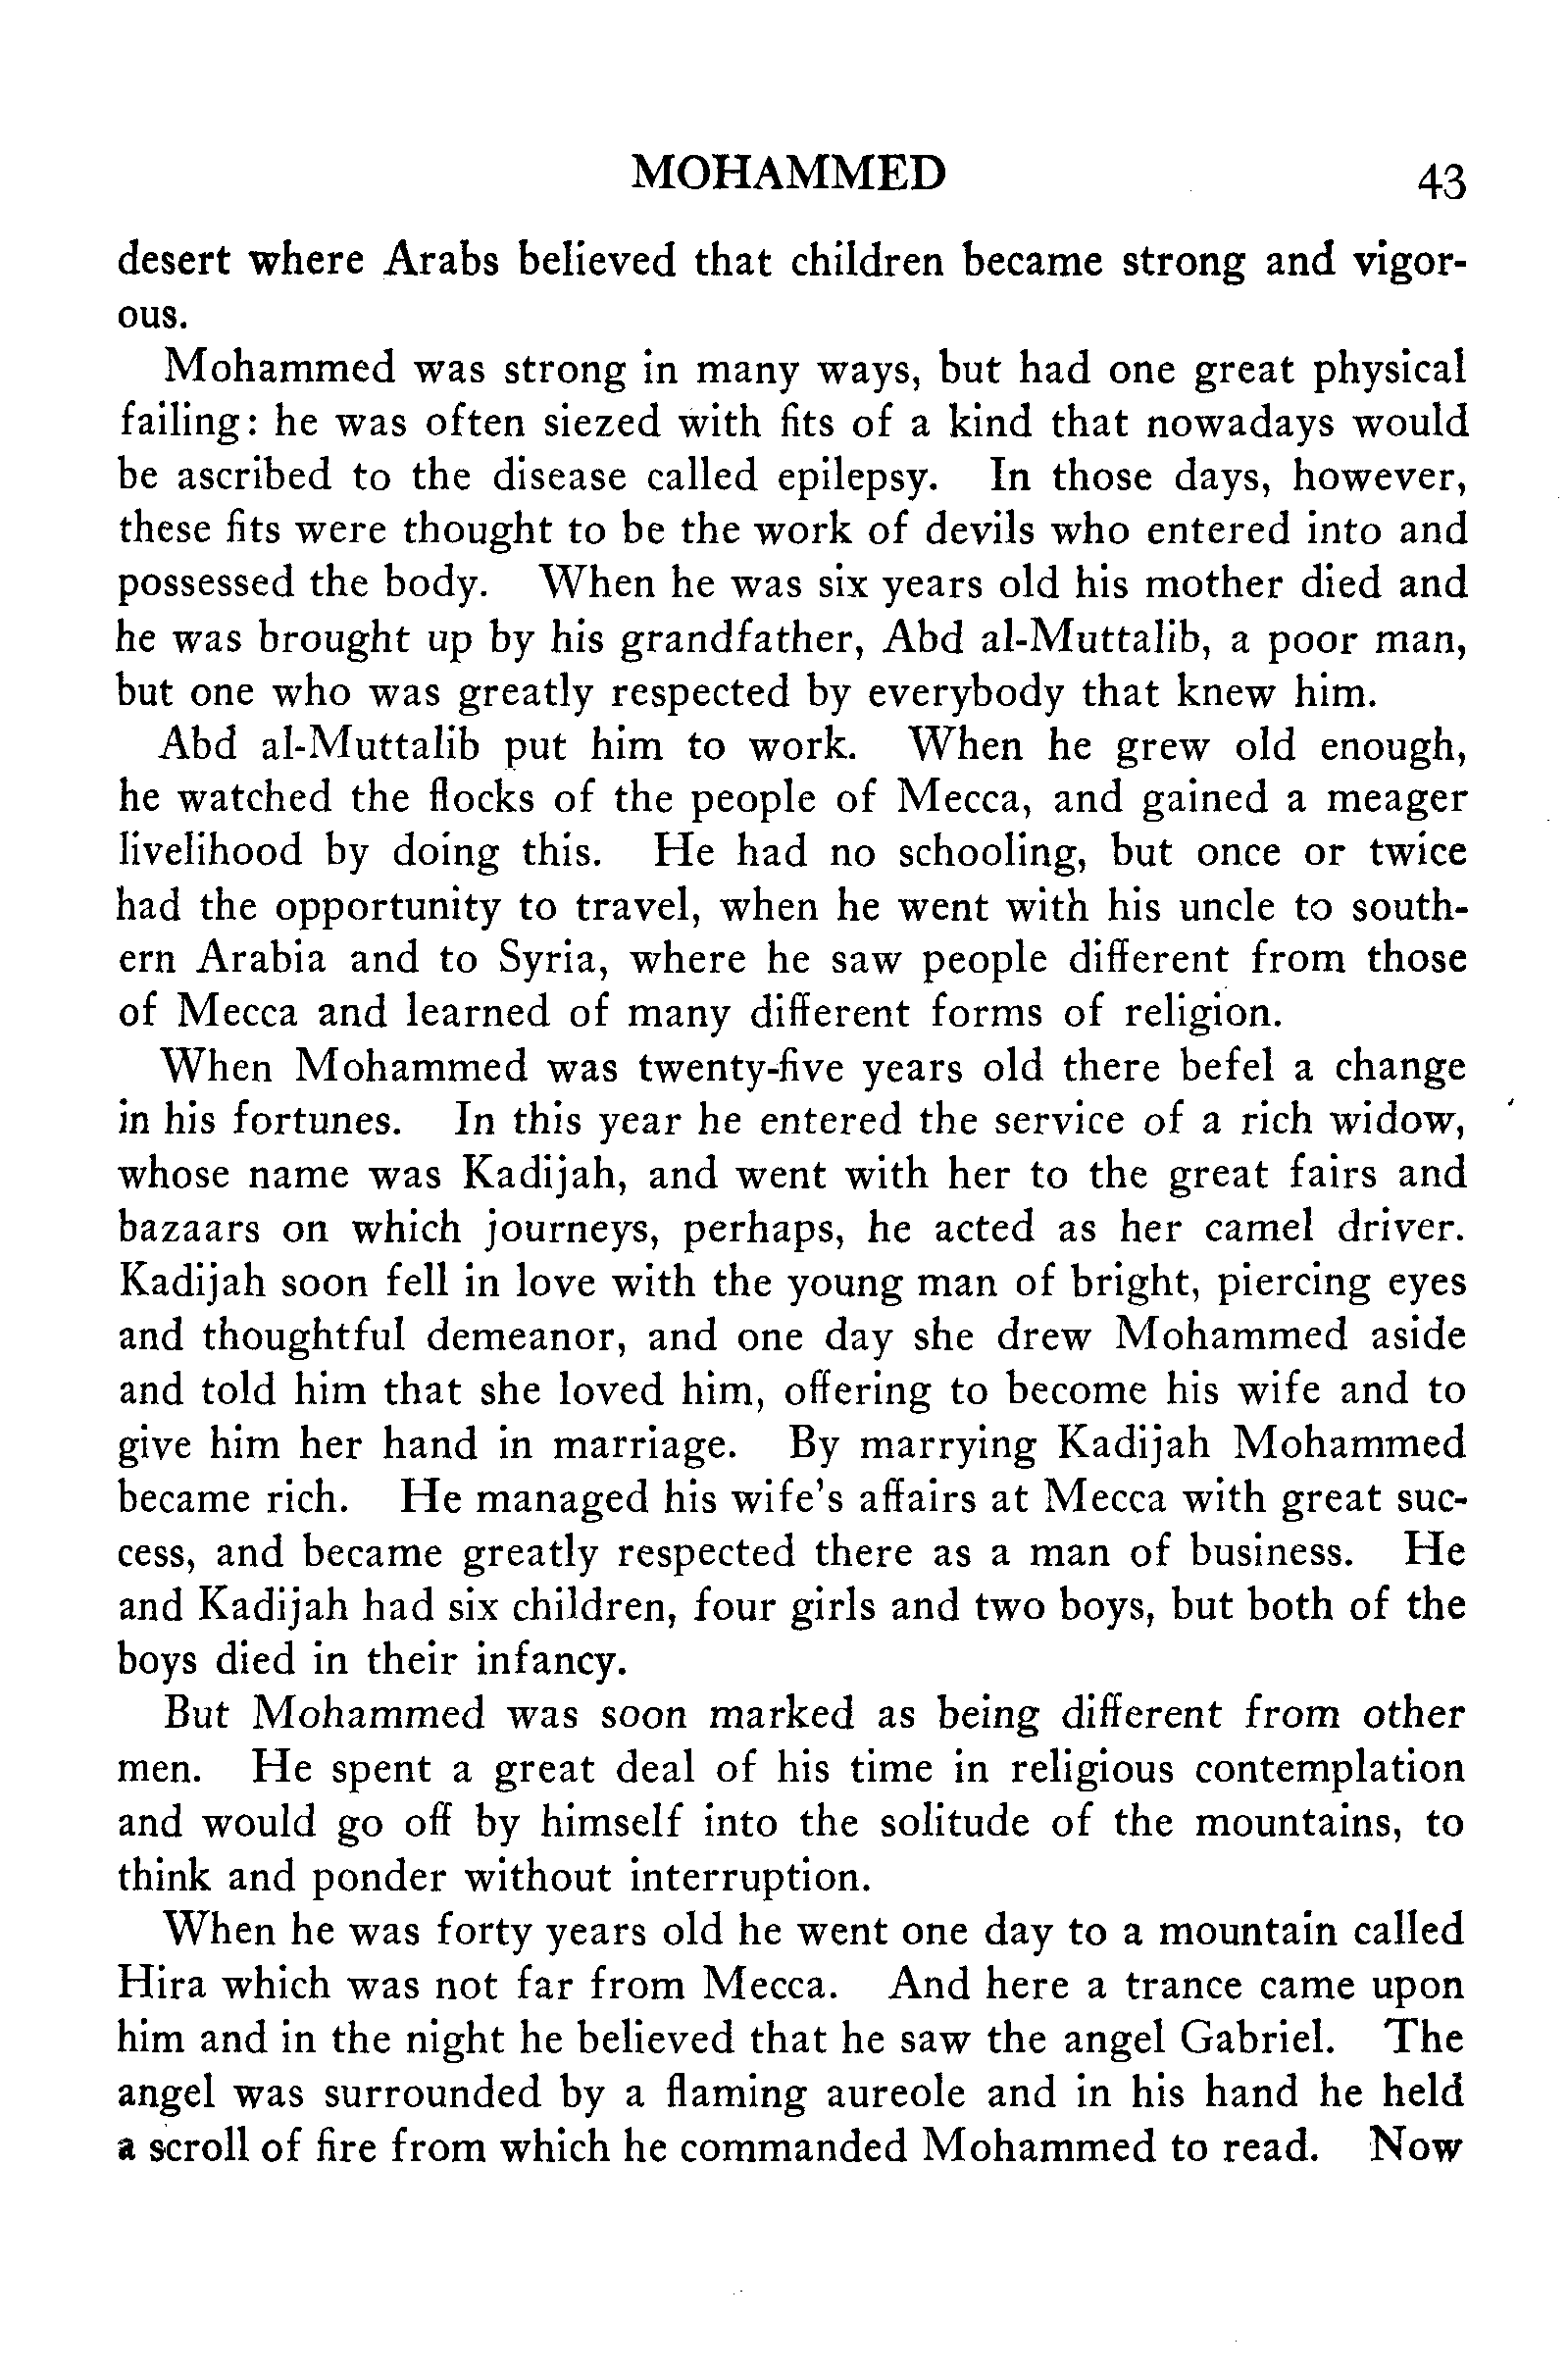 MOHAMMED 43
desert where Arabs believed that children became strong and vigor-
ous.
Mohammed was strong in many ways, but had one great physical
failing: he was often siezed with fits of a kind that nowadays would
be ascribed to the disease called epilepsy. In those days, however,
these fits were thought to be the work of devils who entered into and
possessed the body. When he was six years old his mother died and
he was brought up by his grandfather, Abd al-Muttalib, a poor man,
but one who was greatly respected by everybody that knew him.
Abd al-Muttalib put him to work. When he grew old enough,
he watched the flocks of the people of Mecca, and gained a meager
livelihood by doing this. He had no schooling, but once or twice
had the opportunity to travel, when he went with his uncle to south-
ern Arabia and to Syria, where he saw people different from those
of Mecca and learned of many different forms of religion.
When Mohammed was twenty-five years old there befel a change
in his fortunes. In this year he entered the service of a rich widow,
whose name was Kadijah, and went with her to the great fairs and
bazaars on which journeys, perhaps, he acted as her camel driver.
Kadijah soon fell in love with the young man of bright, piercing eyes
and thoughtful demeanor, and one day she drew Mohammed aside
and told him that she loved him, offering to become his wife and to
give him her hand in marriage. By marrying Kadijah Mohammed
became rich. He managed his wife's affairs at Mecca with great suc-
cess, and became greatly respected there as a man of business. He
and Kadijah had six children, four girls and two boys, but both of the
boys died in their infancy.
But Mohammed was soon marked as being different from other
men. He spent a great deal of his time in religious contemplation
and would go off by himself into the solitude of the mountains, to
think and ponder without interruption.
When he was forty years old he went one day to a mountain called
Hira which was not far from Mecca. And here a trance came upon
him and in the night he believed that he saw the angel Gabriel. The
angel was surrounded by a flaming aureole and in his hand he held
a scroll of fire from which he commanded Mohammed to read. Now